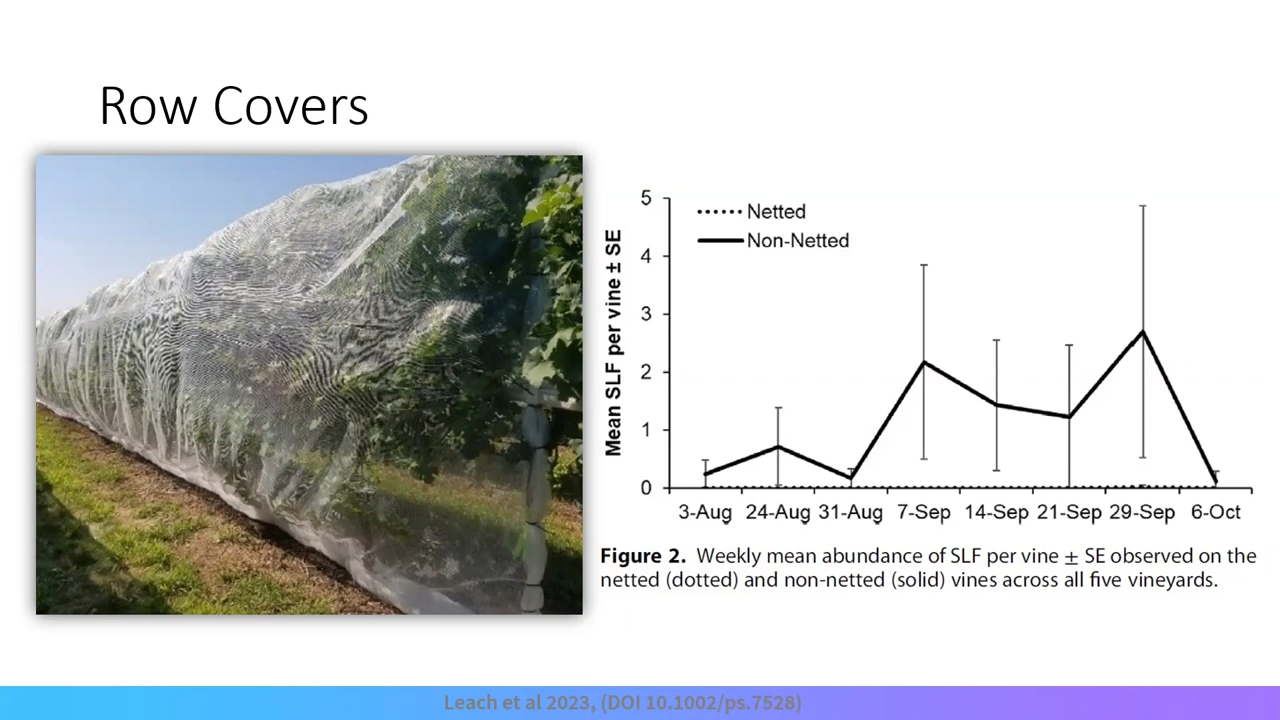 Row Covers
5
Netted
Non-Netted
4
3
2
1
0
Mean SLF per vine ± SE
3-Aug 24-Aug 31-Aug 7-Sep 14-Sep 21-Sep 29-Sep 6-Oct
Figure 2. Weekly mean abundance of SLF per vine ± SE observed on the
netted (dotted) and non-netted (solid) vines across all five vineyards.
Leach et al 2023, (DOI 10.1002/ps.7528)